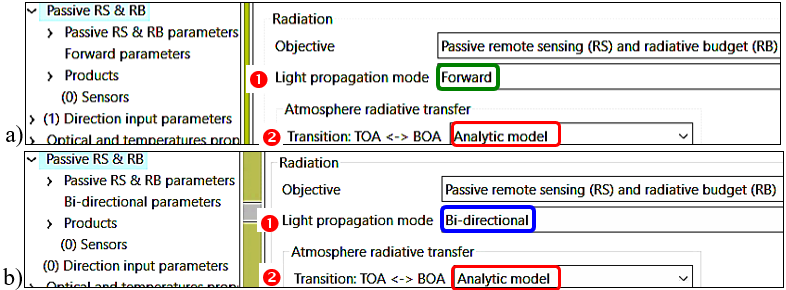 Passive RS & RB
Passive RS & RB parameters
Forward parameters
Products
(0) Sensors
(1) Direction input parameters
Optical and temperatures prop
Radiation
Objective Passive remote sensing (RS) and radiative budget (RB)
1 Light propagation mode Forward
Atmosphere radiative transfer
2 Transition: TOA <-> BOA Analytic model
a)
Passive RS & RB
Passive RS & RB parameters
Bi-directional parameters
Products
(0) Sensors
(0) Direction input parameters
Optical and temperatures prop
Radiation
Objective Passive remote sensing (RS) and radiative budget (RB)
1 Light propagation mode Bi-directional
Atmosphere radiative transfer
2 Transition: TOA <-> BOA Analytic model
b)